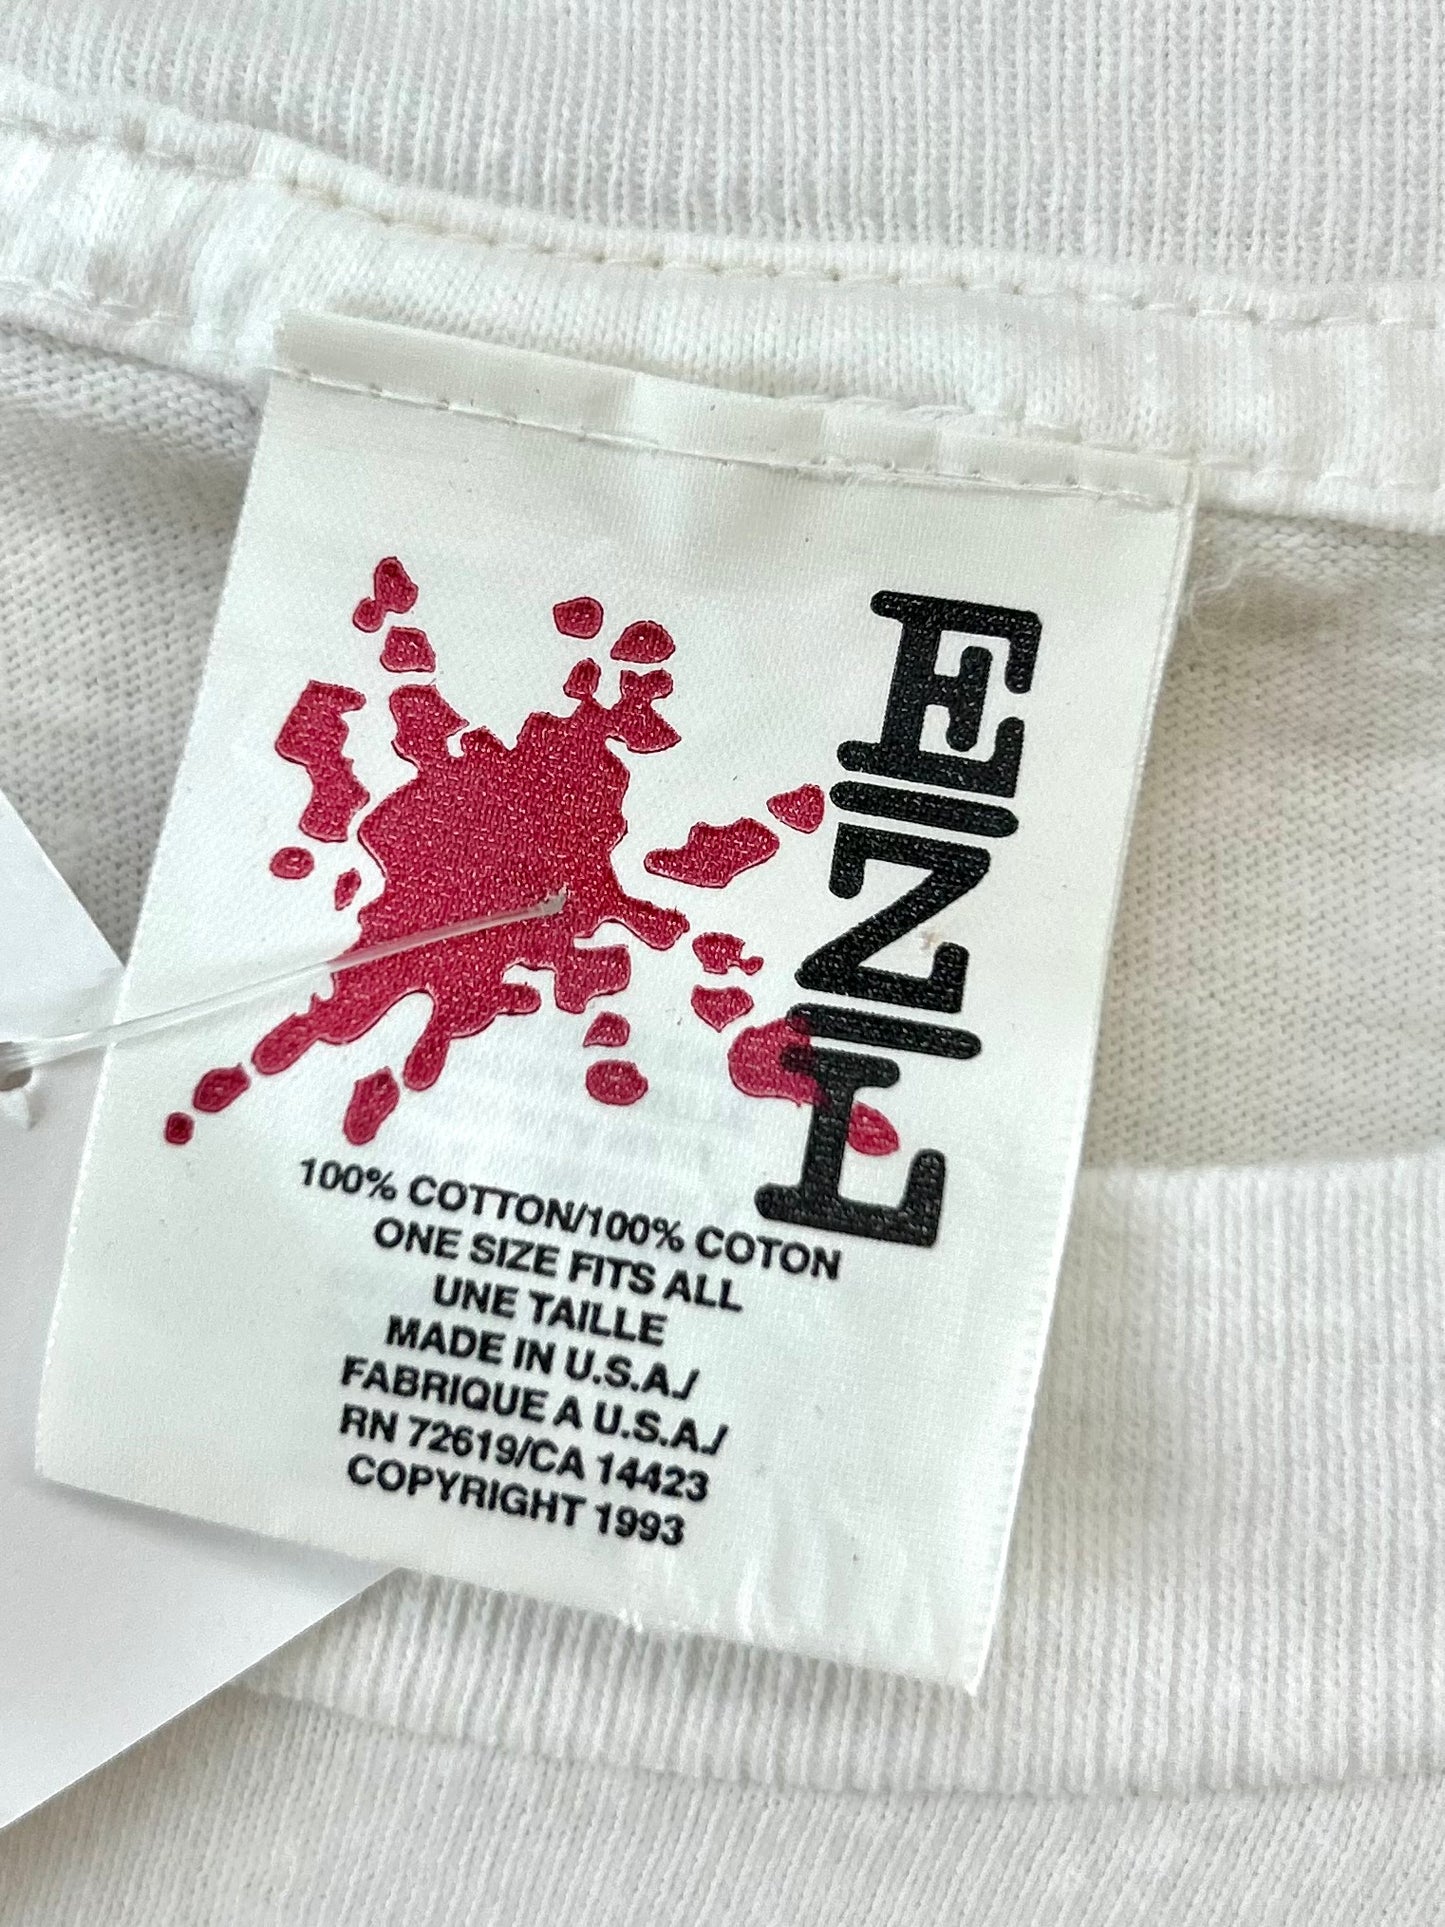 E|Z|E
100% COTTON/100% COTON
ONE SIZE FITS ALL
UNE TAILLE
MADE IN U.S.A./
FABRIQUE A U.S.A./
RN 72619/CA 14423
COPYRIGHT 1993